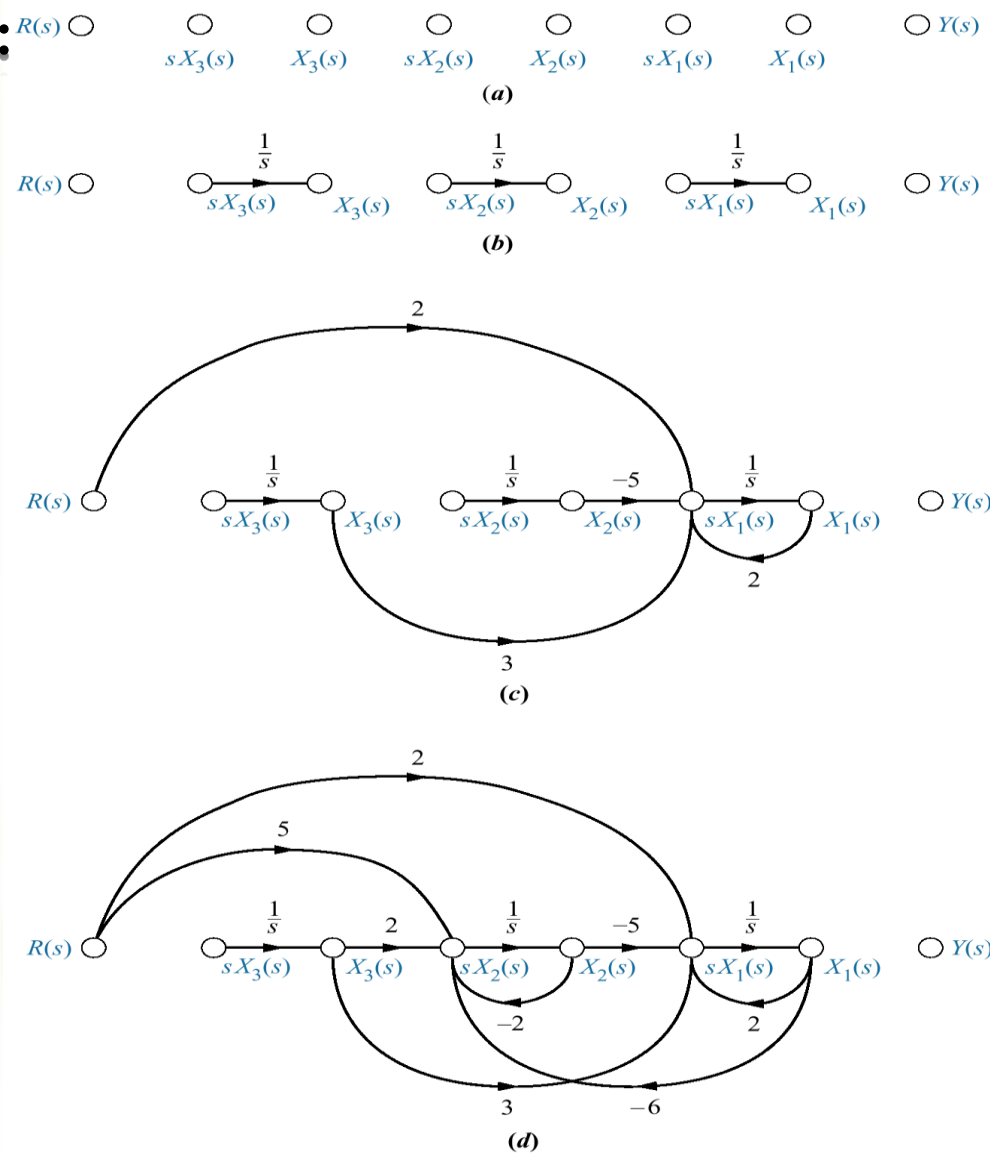 R(s) Y(s)
sX₃(s) X₃(s) sX₂(s) X₂(s) sX₁(s) X₁(s)
(a)
1/s 1/s 1/s
R(s) Y(s)
sX₃(s) X₃(s) sX₂(s) X₂(s) sX₁(s) X₁(s)
(b)
2
1/s 1/s −5 1/s
R(s) Y(s)
sX₃(s) X₃(s) sX₂(s) X₂(s) sX₁(s) X₁(s)
2
3
(c)
2
5
1/s 2 1/s −5 1/s
R(s) Y(s)
sX₃(s) X₃(s) sX₂(s) X₂(s) sX₁(s) X₁(s)
−2 2
3 −6
(d)